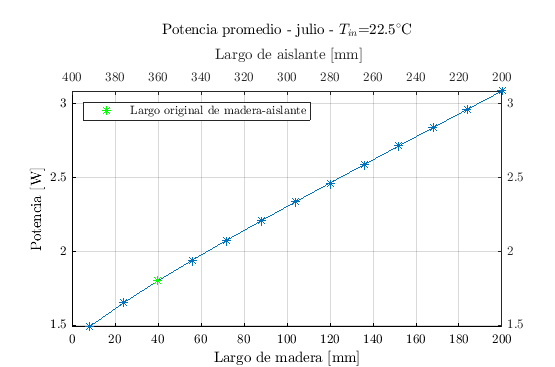 Potencia promedio - julio - T_in=22.5°C
Largo de aislante [mm]
400 380 360 340 320 300 280 260 240 220 200
3 3
Largo original de madera-aislante
2.5 2.5
Potencia [W]
2 2
1.5 1.5
0 20 40 60 80 100 120 140 160 180 200
Largo de madera [mm]